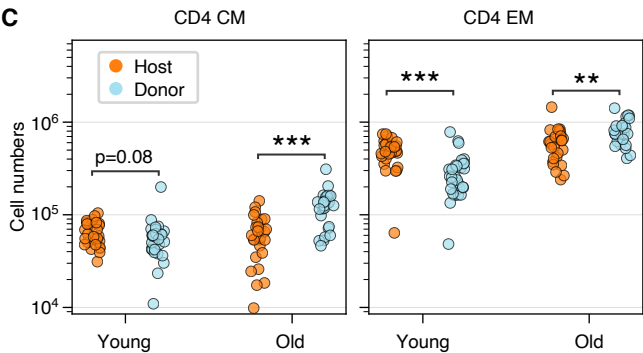 C
CD4 CM
CD4 EM
Host
Donor
Cell numbers
10⁶
10⁵
10⁴
p=0.08
***
***
**
Young
Old
Young
Old